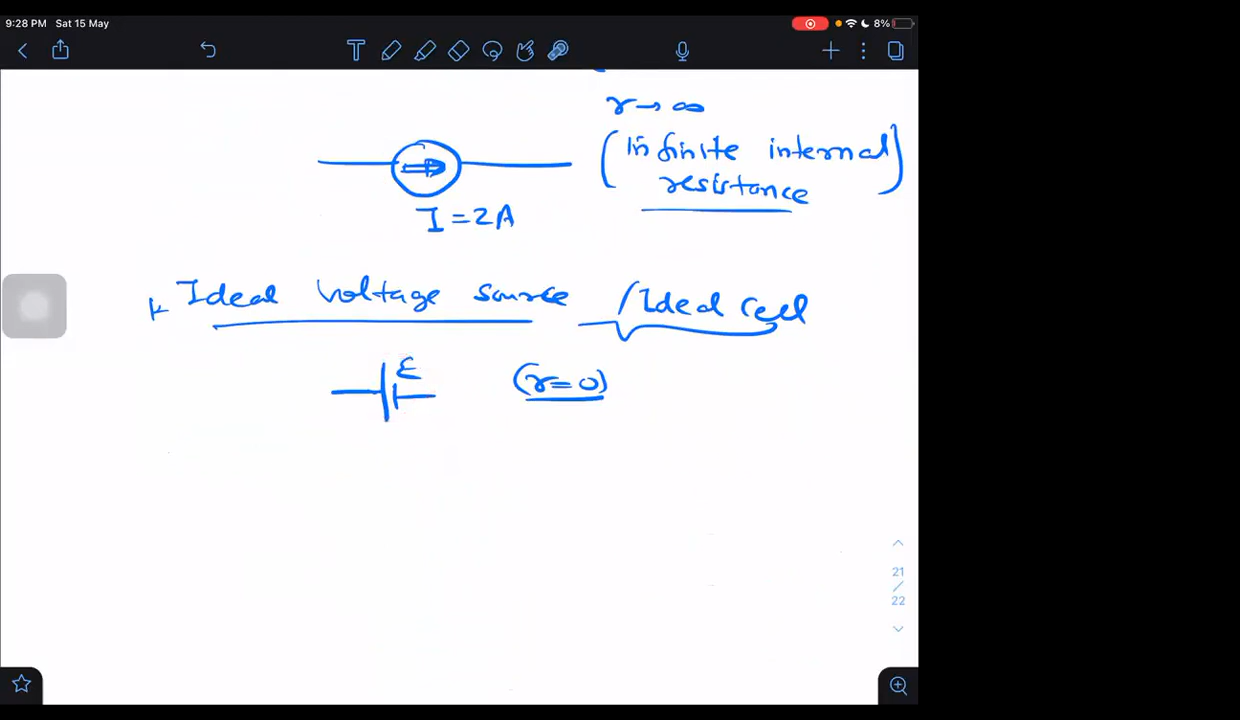 9:28 PM Sat 15 May 8%
r→∞
(Infinite internal
resistance)
I=2A
Ideal voltage source /Ideal cell
ε (r=0)
21
/
22